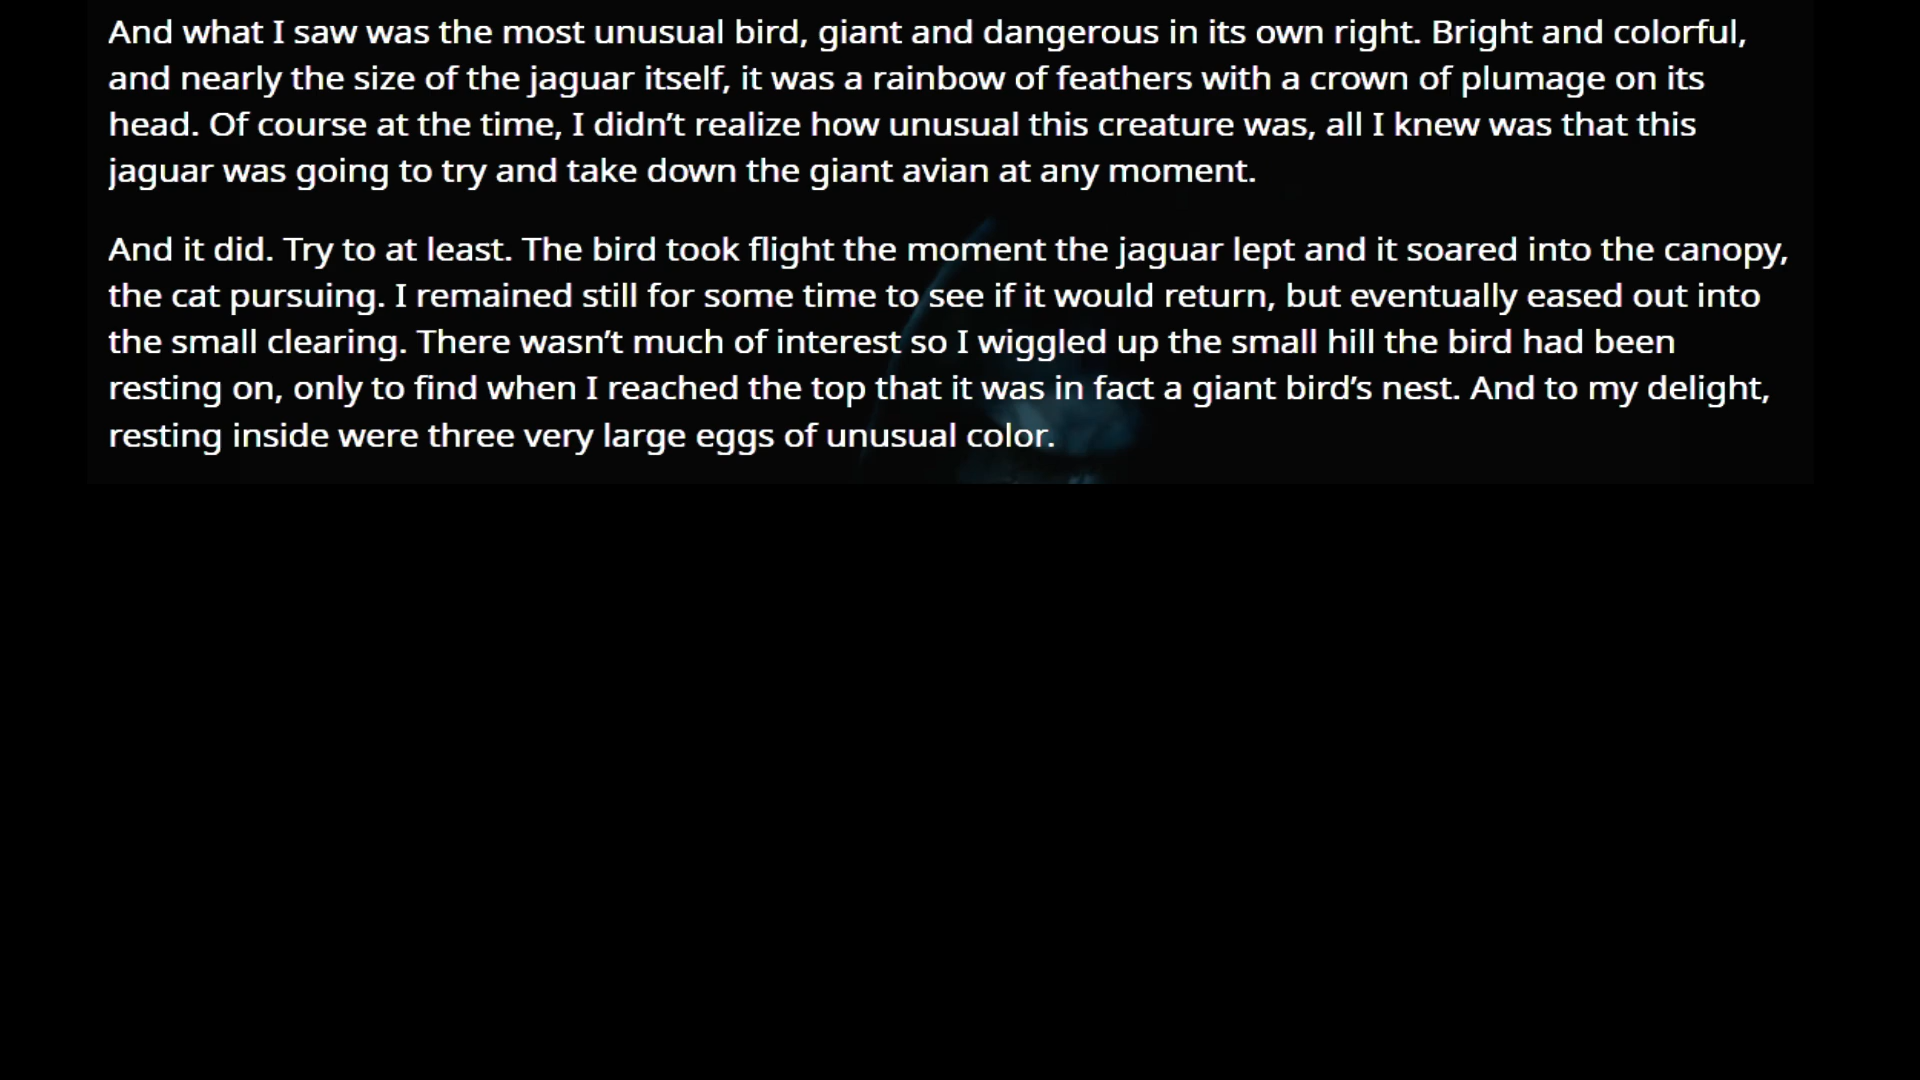 And what I saw was the most unusual bird, giant and dangerous in its own right. Bright and colorful,
and nearly the size of the jaguar itself, it was a rainbow of feathers with a crown of plumage on its
head. Of course at the time, I didn’t realize how unusual this creature was, all I knew was that this
jaguar was going to try and take down the giant avian at any moment.
And it did. Try to at least. The bird took flight the moment the jaguar lept and it soared into the canopy,
the cat pursuing. I remained still for some time to see if it would return, but eventually eased out into
the small clearing. There wasn’t much of interest so I wiggled up the small hill the bird had been
resting on, only to find when I reached the top that it was in fact a giant bird’s nest. And to my delight,
resting inside were three very large eggs of unusual color.